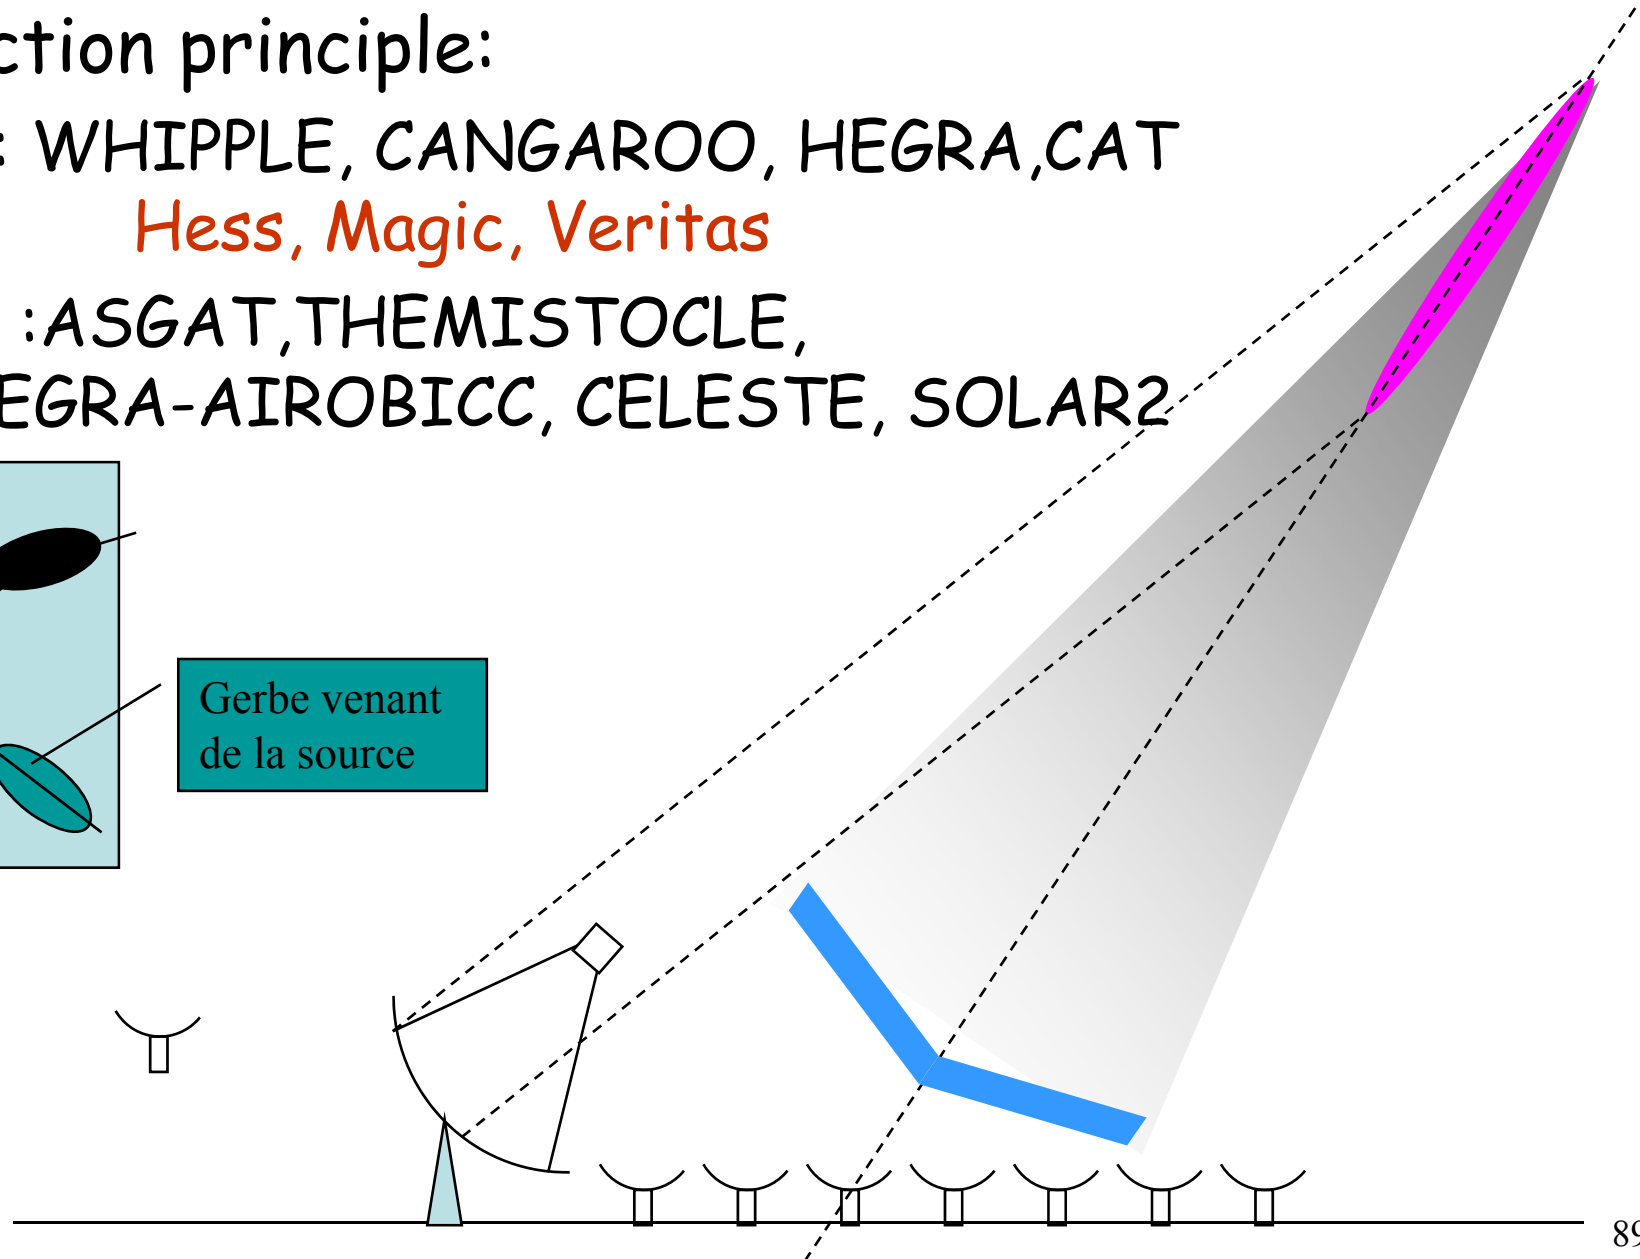 ction principle:
: WHIPPLE, CANGAROO, HEGRA,CAT
Hess, Magic, Veritas
:ASGAT,THEMISTOCLE,
EGRA-AIROBICC, CELESTE, SOLAR2
Gerbe venant
de la source
89